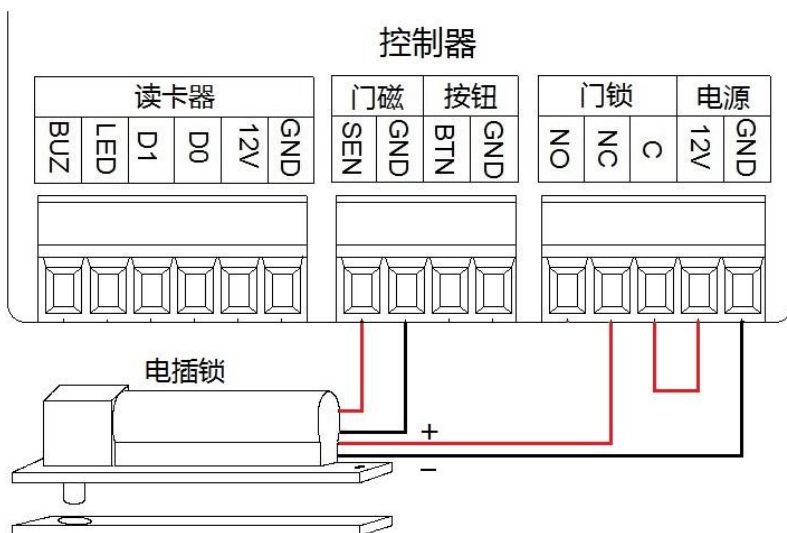 控制器
读卡器 门磁 按钮 门锁 电源
BUZ LED D1 D0 12V GND SEN GND BTN GND NO NC C 12V GND
电插锁
+
−